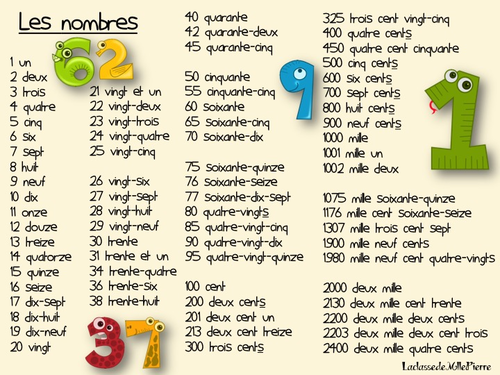 Les nombres
1 un
2 deux
3 trois
4 quatre
5 cinq
6 six
7 sept
8 huit
9 neuf
10 dix
11 onze
12 douze
13 treize
14 quatorze
15 quinze
16 seize
17 dix-sept
18 dix-huit
19 dix-neuf
20 vingt
62
21 vingt et un
22 vingt-deux
23 vingt-trois
24 vingt-quatre
25 vingt-cinq
26 vingt-six
27 vingt-sept
28 vingt-huit
29 vingt-neuf
30 trente
31 trente et un
34 trente-quatre
36 trente-six
38 trente-huit
37
40 quarante
42 quarante-deux
45 quarante-cinq
50 cinquante
55 cinquante-cinq
60 soixante
65 soixante-cinq
70 soixante-dix
75 soixante-quinze
76 soixante-seize
77 soixante-dix-sept
80 quatre-vingts
85 quatre-vingt-cinq
90 quatre-vingt-dix
95 quatre-vingt-quinze
100 cent
200 deux cents
201 deux cent un
213 deux cent treize
300 trois cents
9
325 trois cent vingt-cinq
400 quatre cents
450 quatre cent cinquante
500 cinq cents
600 six cents
700 sept cents
800 huit cents
900 neuf cents
1000 mille
1001 mille un
1002 mille deux
1
1075 mille soixante-quinze
1176 mille cent soixante-seize
1307 mille trois cent sept
1900 mille neuf cents
1980 mille neuf cent quatre-vingts
2000 deux mille
2130 deux mille cent trente
2200 deux mille deux cents
2203 deux mille deux cent trois
2400 deux mille quatre cents
LaclassedeMllePierre